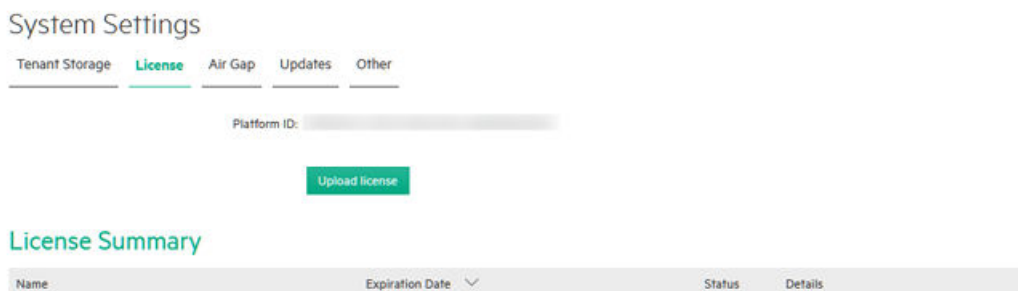 System Settings
Tenant Storage License Air Gap Updates Other
Platform ID:
Upload license
License Summary
Name Expiration Date Status Details